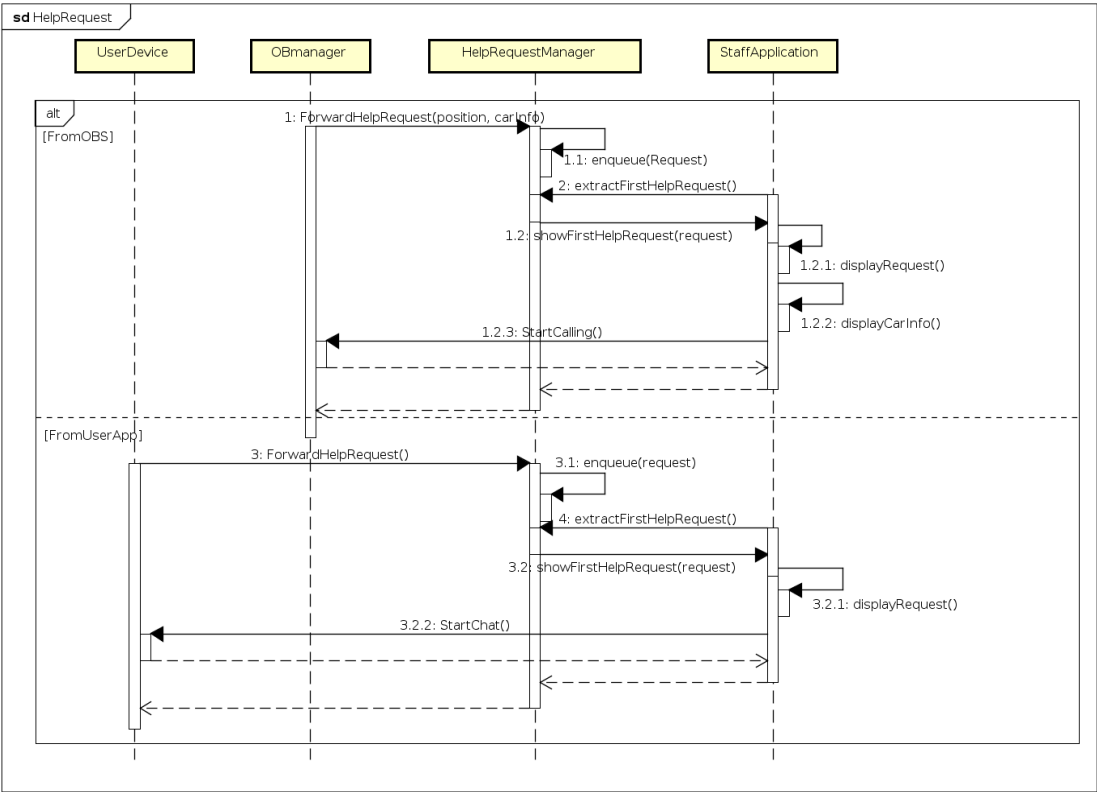 sd HelpRequest
UserDevice
OBmanager
HelpRequestManager
StaffApplication
alt
[FromOBS]
1: ForwardHelpRequest(position, carInfo)
1.1: enqueue(Request)
2: extractFirstHelpRequest()
1.2: showFirstHelpRequest(request)
1.2.1: displayRequest()
1.2.2: displayCarInfo()
1.2.3: StartCalling()
[FromUserApp]
3: ForwardHelpRequest()
3.1: enqueue(request)
4: extractFirstHelpRequest()
3.2: showFirstHelpRequest(request)
3.2.1: displayRequest()
3.2.2: StartChat()